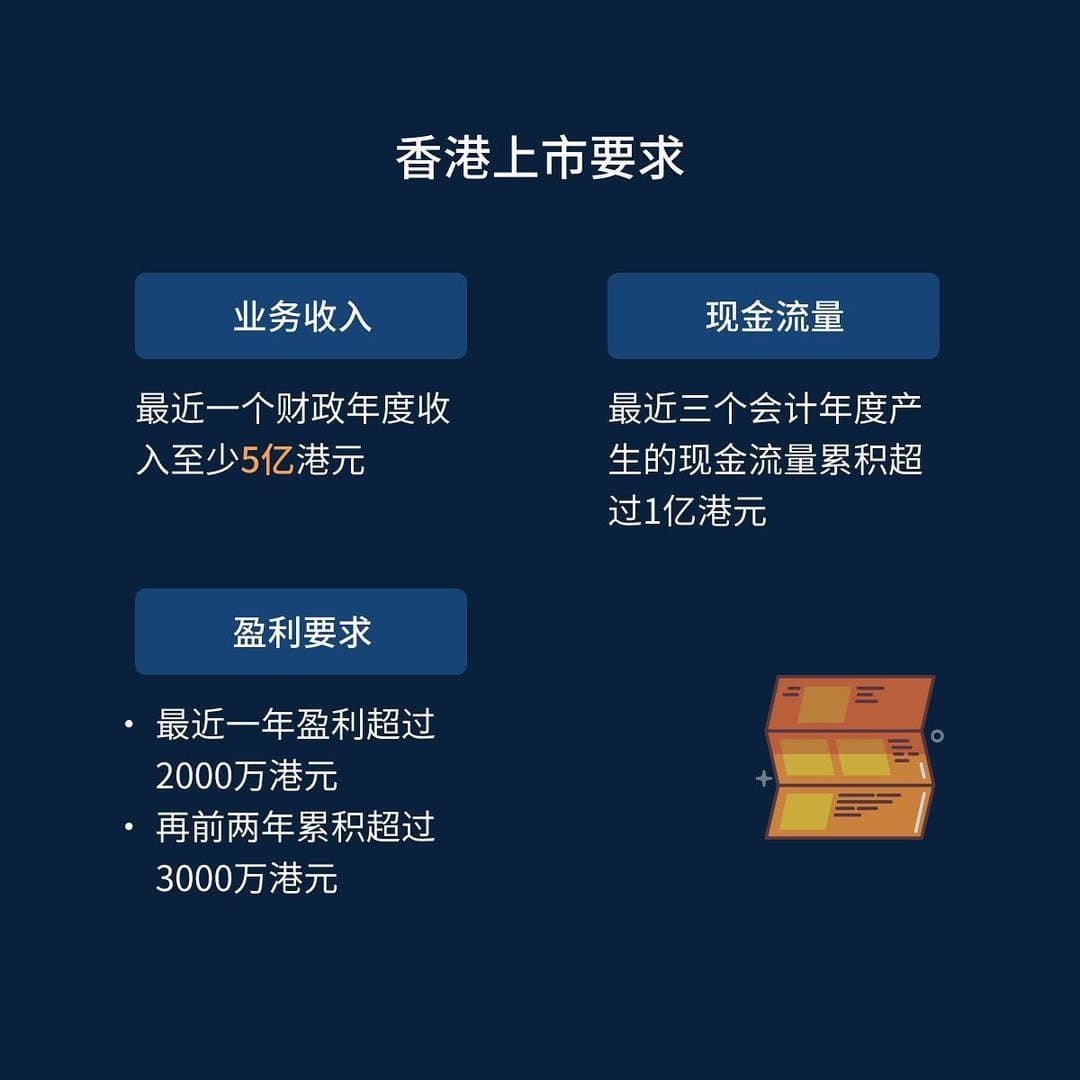 香港上市要求
业务收入
最近一个财政年度收
入至少5亿港元
现金流量
最近三个会计年度产
生的现金流量累积超
过1亿港元
盈利要求
• 最近一年盈利超过
2000万港元
• 再前两年累积超过
3000万港元